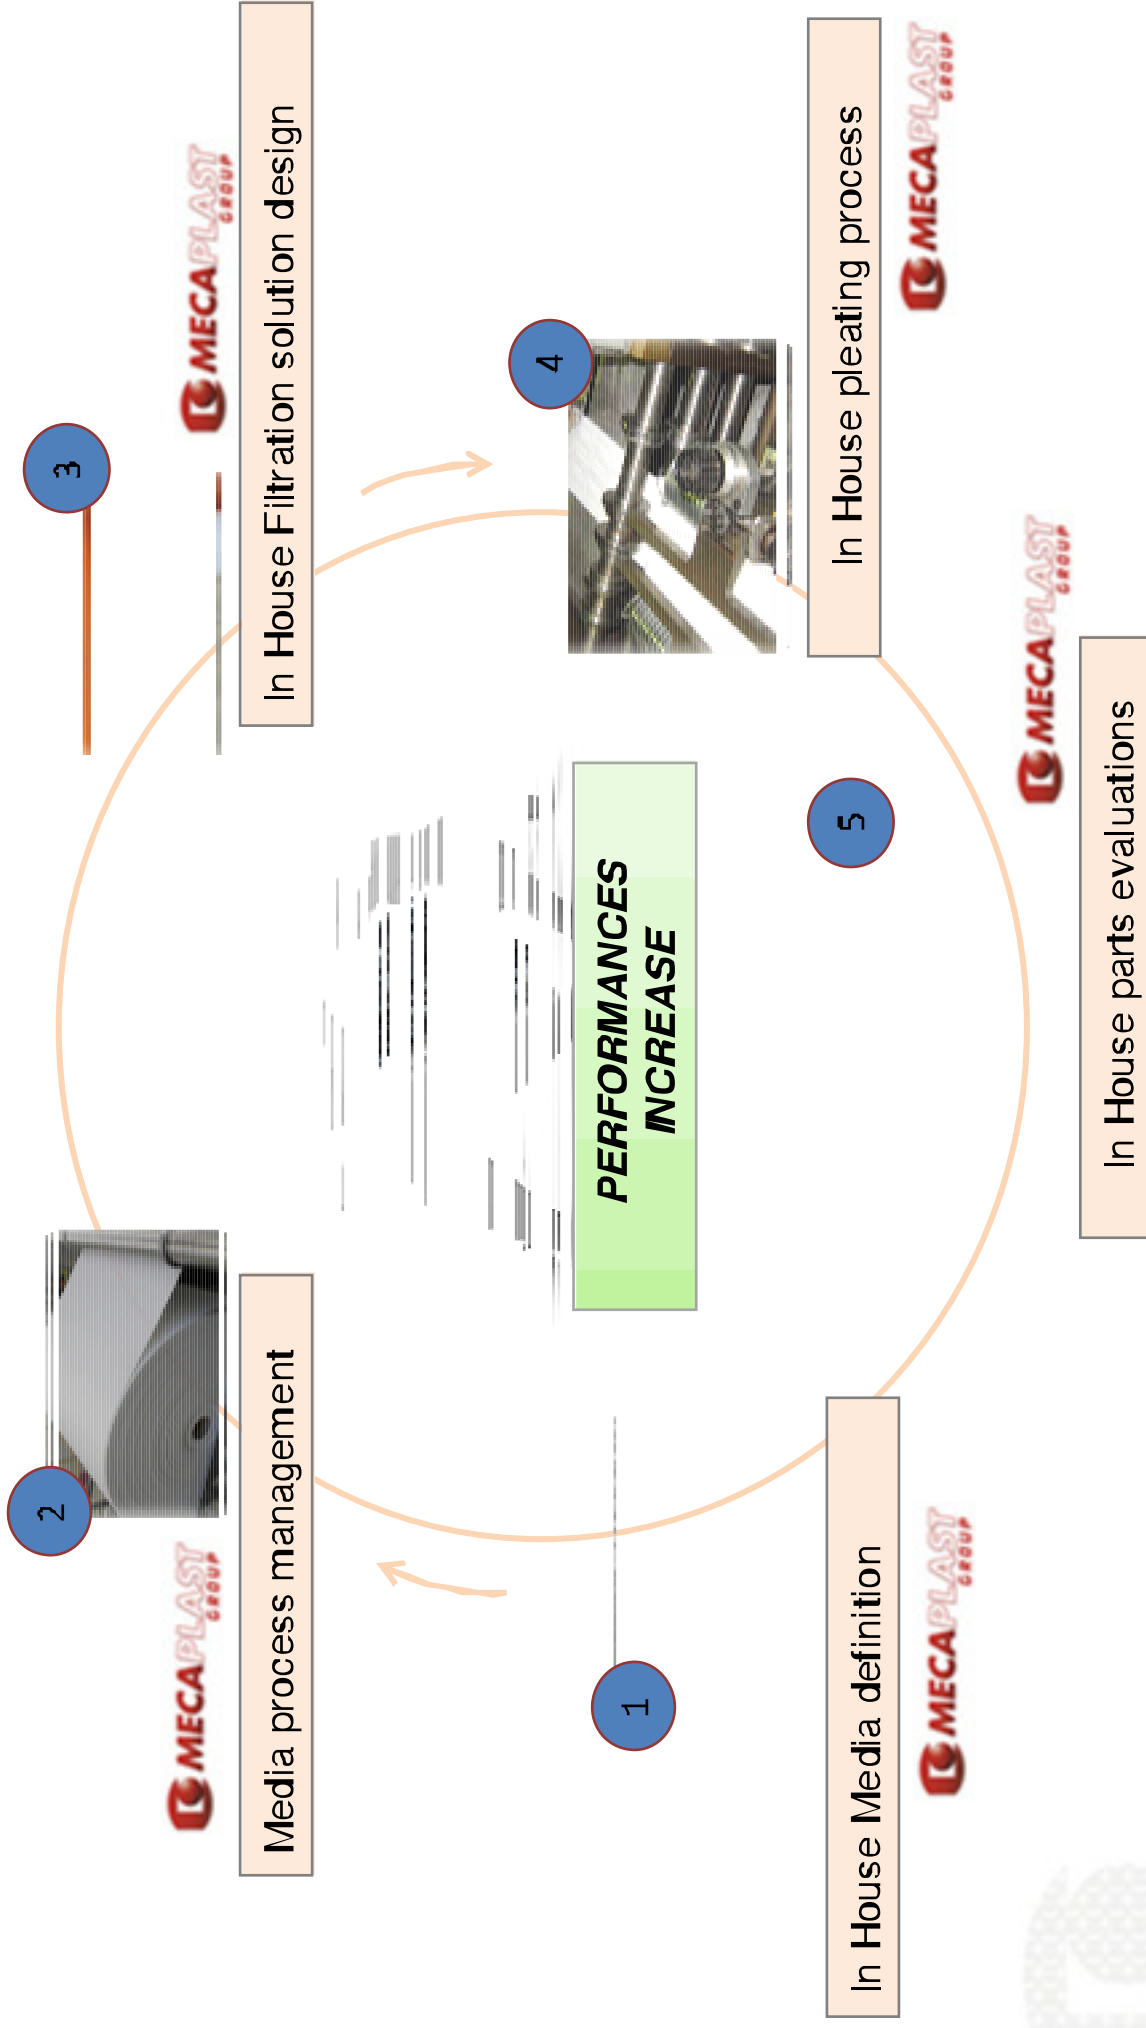 1
In House Media definition
MECAPLAST
GROUP
2
MECAPLAST
GROUP
Media process management
3
MECAPLAST
GROUP
In House Filtration solution design
4
In House pleating process
MECAPLAST
GROUP
5
MECAPLAST
GROUP
In House parts evaluations
PERFORMANCES
INCREASE